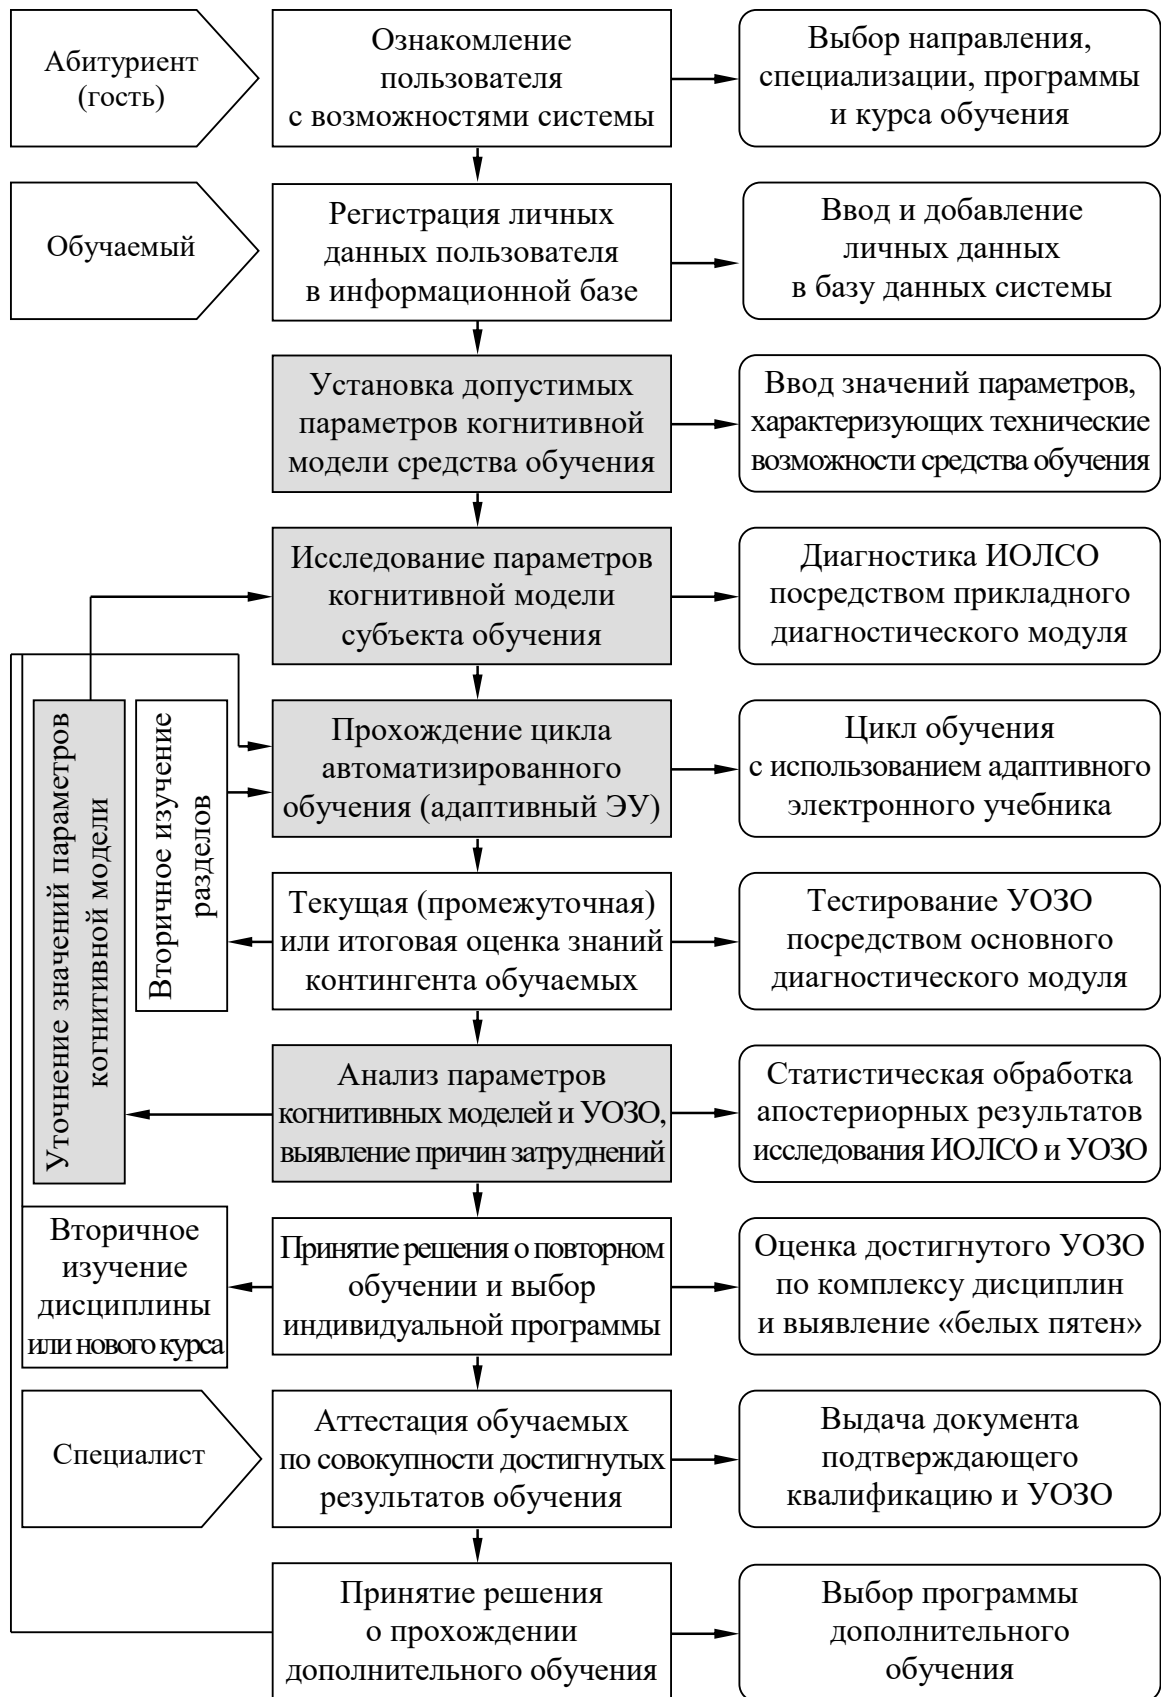 Абитуриент
(гость)
Ознакомление
пользователя
с возможностями системы
Выбор направления,
специализации, программы
и курса обучения
Обучаемый
Регистрация личных
данных пользователя
в информационной базе
Ввод и добавление
личных данных
в базу данных системы
Установка допустимых
параметров когнитивной
модели средства обучения
Ввод значений параметров,
характеризующих технические
возможности средства обучения
Исследование параметров
когнитивной модели
субъекта обучения
Диагностика ИОЛСО
посредством прикладного
диагностического модуля
Уточнение значений параметров
когнитивной модели
Вторичное изучение
разделов
Прохождение цикла
автоматизированного
обучения (адаптивный ЭУ)
Цикл обучения
с использованием адаптивного
электронного учебника
Текущая (промежуточная)
или итоговая оценка знаний
контингента обучаемых
Тестирование УОЗО
посредством основного
диагностического модуля
Анализ параметров
когнитивных моделей и УОЗО,
выявление причин затруднений
Статистическая обработка
апостериорных результатов
исследования ИОЛСО и УОЗО
Вторичное
изучение
дисциплины
или нового курса
Принятие решения о повторном
обучении и выбор
индивидуальной программы
Оценка достигнутого УОЗО
по комплексу дисциплин
и выявление «белых пятен»
Специалист
Аттестация обучаемых
по совокупности достигнутых
результатов обучения
Выдача документа
подтверждающего
квалификацию и УОЗО
Принятие решения
о прохождении
дополнительного обучения
Выбор программы
дополнительного
обучения